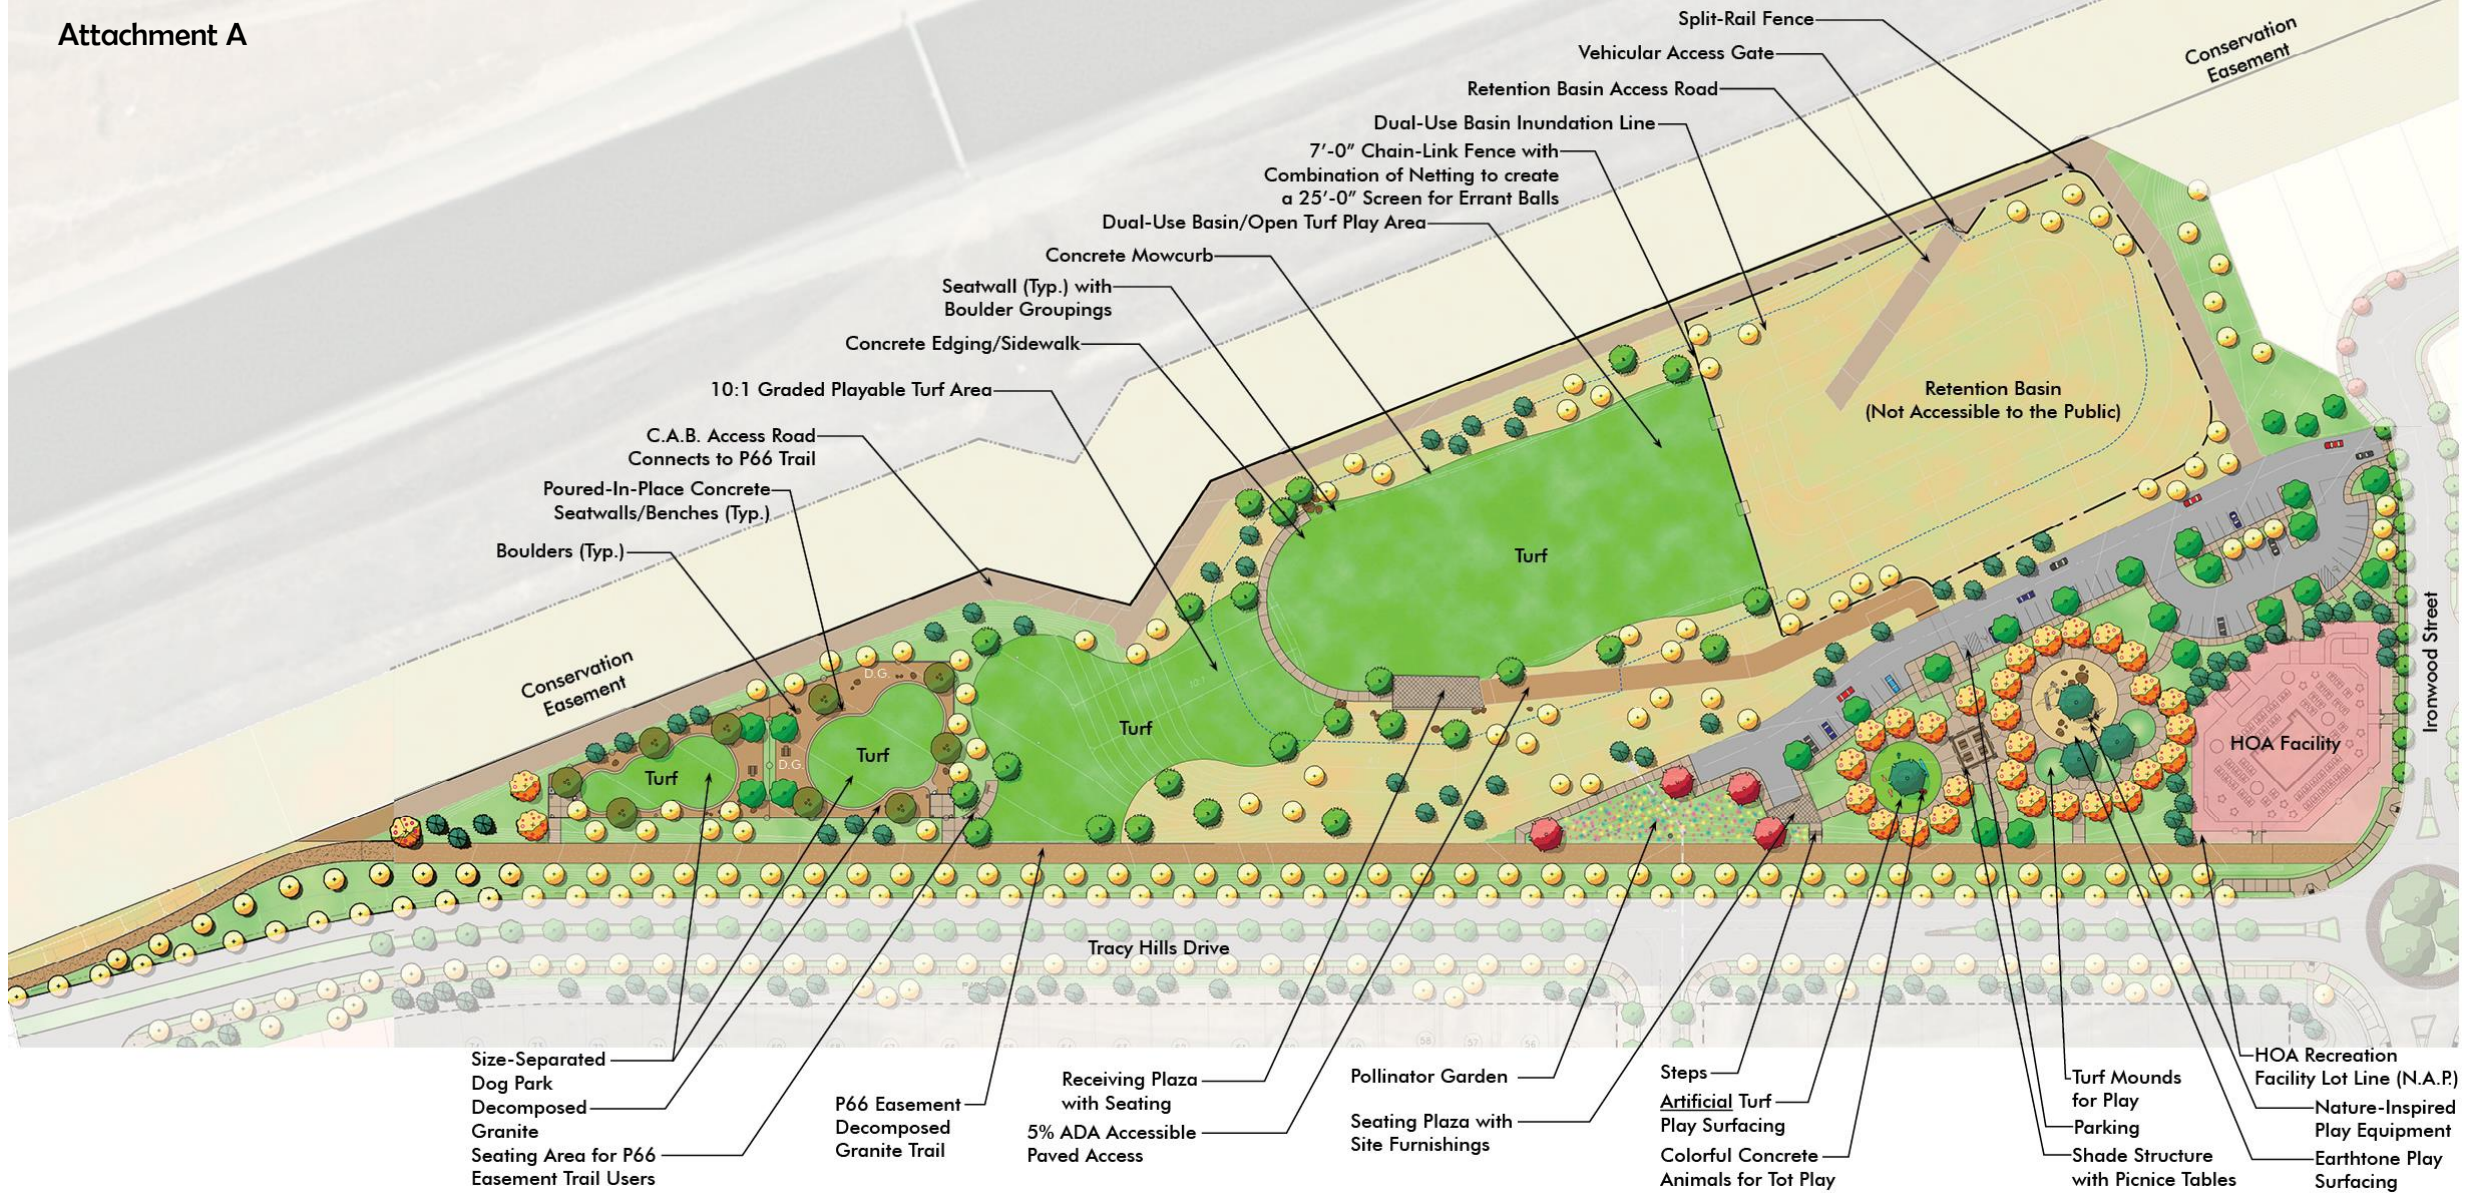 Attachment A
Split-Rail Fence
Vehicular Access Gate
Retention Basin Access Road
Dual-Use Basin Inundation Line
7'-0" Chain-Link Fence with
Combination of Netting to create
a 25'-0" Screen for Errant Balls
Dual-Use Basin/Open Turf Play Area
Concrete Mowcurb
Seatwall (Typ.) with
Boulder Groupings
Concrete Edging/Sidewalk
10:1 Graded Playable Turf Area
C.A.B. Access Road
Connects to P66 Trail
Poured-In-Place Concrete
Seatwalls/Benches (Typ.)
Boulders (Typ.)
Conservation
Easement
Conservation
Easement
Retention Basin
(Not Accessible to the Public)
Turf
Turf
Turf
Turf
D.G.
D.G.
HOA Facility
Ironwood Street
Tracy Hills Drive
Size-Separated
Dog Park
Decomposed
Granite
Seating Area for P66
Easement Trail Users
P66 Easement
Decomposed
Granite Trail
Receiving Plaza
with Seating
5% ADA Accessible
Paved Access
Pollinator Garden
Seating Plaza with
Site Furnishings
Steps
Artificial Turf
Play Surfacing
Colorful Concrete
Animals for Tot Play
Turf Mounds
for Play
Parking
Shade Structure
with Picnice Tables
HOA Recreation
Facility Lot Line (N.A.P.)
Nature-Inspired
Play Equipment
Earthtone Play
Surfacing